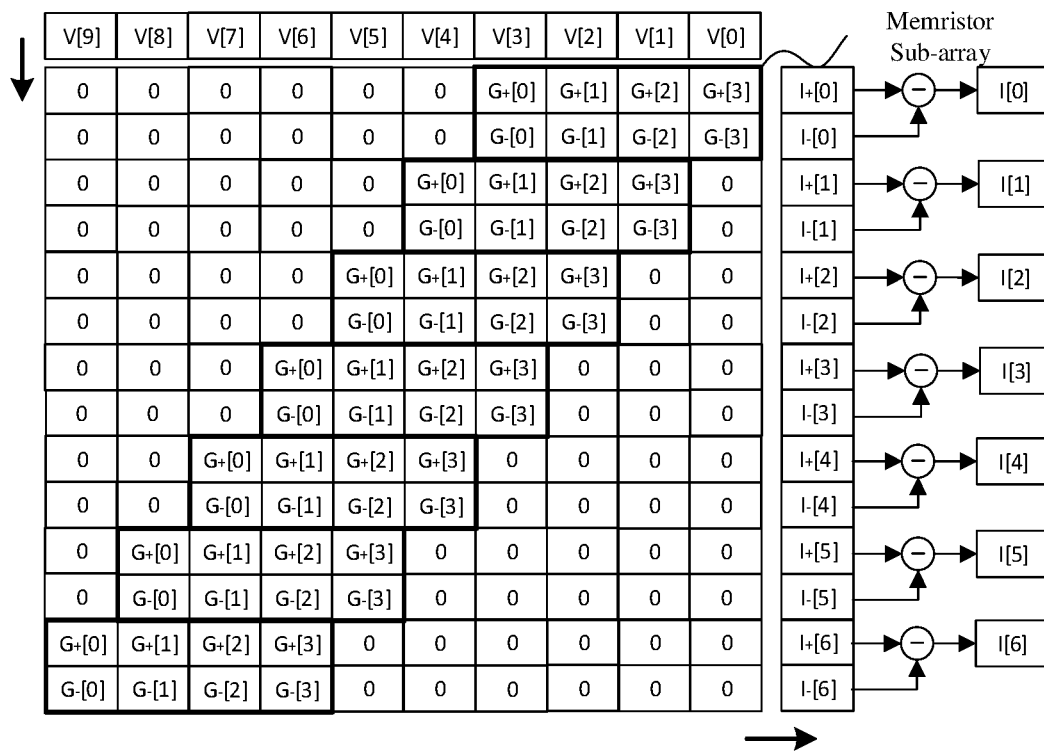 V[9] V[8] V[7] V[6] V[5] V[4] V[3] V[2] V[1] V[0]
Memristor
Sub-array
0 0 0 0 0 0 G+[0] G+[1] G+[2] G+[3] I+[0] − I[0]
0 0 0 0 0 0 G-[0] G-[1] G-[2] G-[3] I-[0]
0 0 0 0 0 G+[0] G+[1] G+[2] G+[3] 0 I+[1] − I[1]
0 0 0 0 0 G-[0] G-[1] G-[2] G-[3] 0 I-[1]
0 0 0 0 G+[0] G+[1] G+[2] G+[3] 0 0 I+[2] − I[2]
0 0 0 0 G-[0] G-[1] G-[2] G-[3] 0 0 I-[2]
0 0 0 G+[0] G+[1] G+[2] G+[3] 0 0 0 I+[3] − I[3]
0 0 0 G-[0] G-[1] G-[2] G-[3] 0 0 0 I-[3]
0 0 G+[0] G+[1] G+[2] G+[3] 0 0 0 0 I+[4] − I[4]
0 0 G-[0] G-[1] G-[2] G-[3] 0 0 0 0 I-[4]
0 G+[0] G+[1] G+[2] G+[3] 0 0 0 0 0 I+[5] − I[5]
0 G-[0] G-[1] G-[2] G-[3] 0 0 0 0 0 I-[5]
G+[0] G+[1] G+[2] G+[3] 0 0 0 0 0 0 I+[6] − I[6]
G-[0] G-[1] G-[2] G-[3] 0 0 0 0 0 0 I-[6]